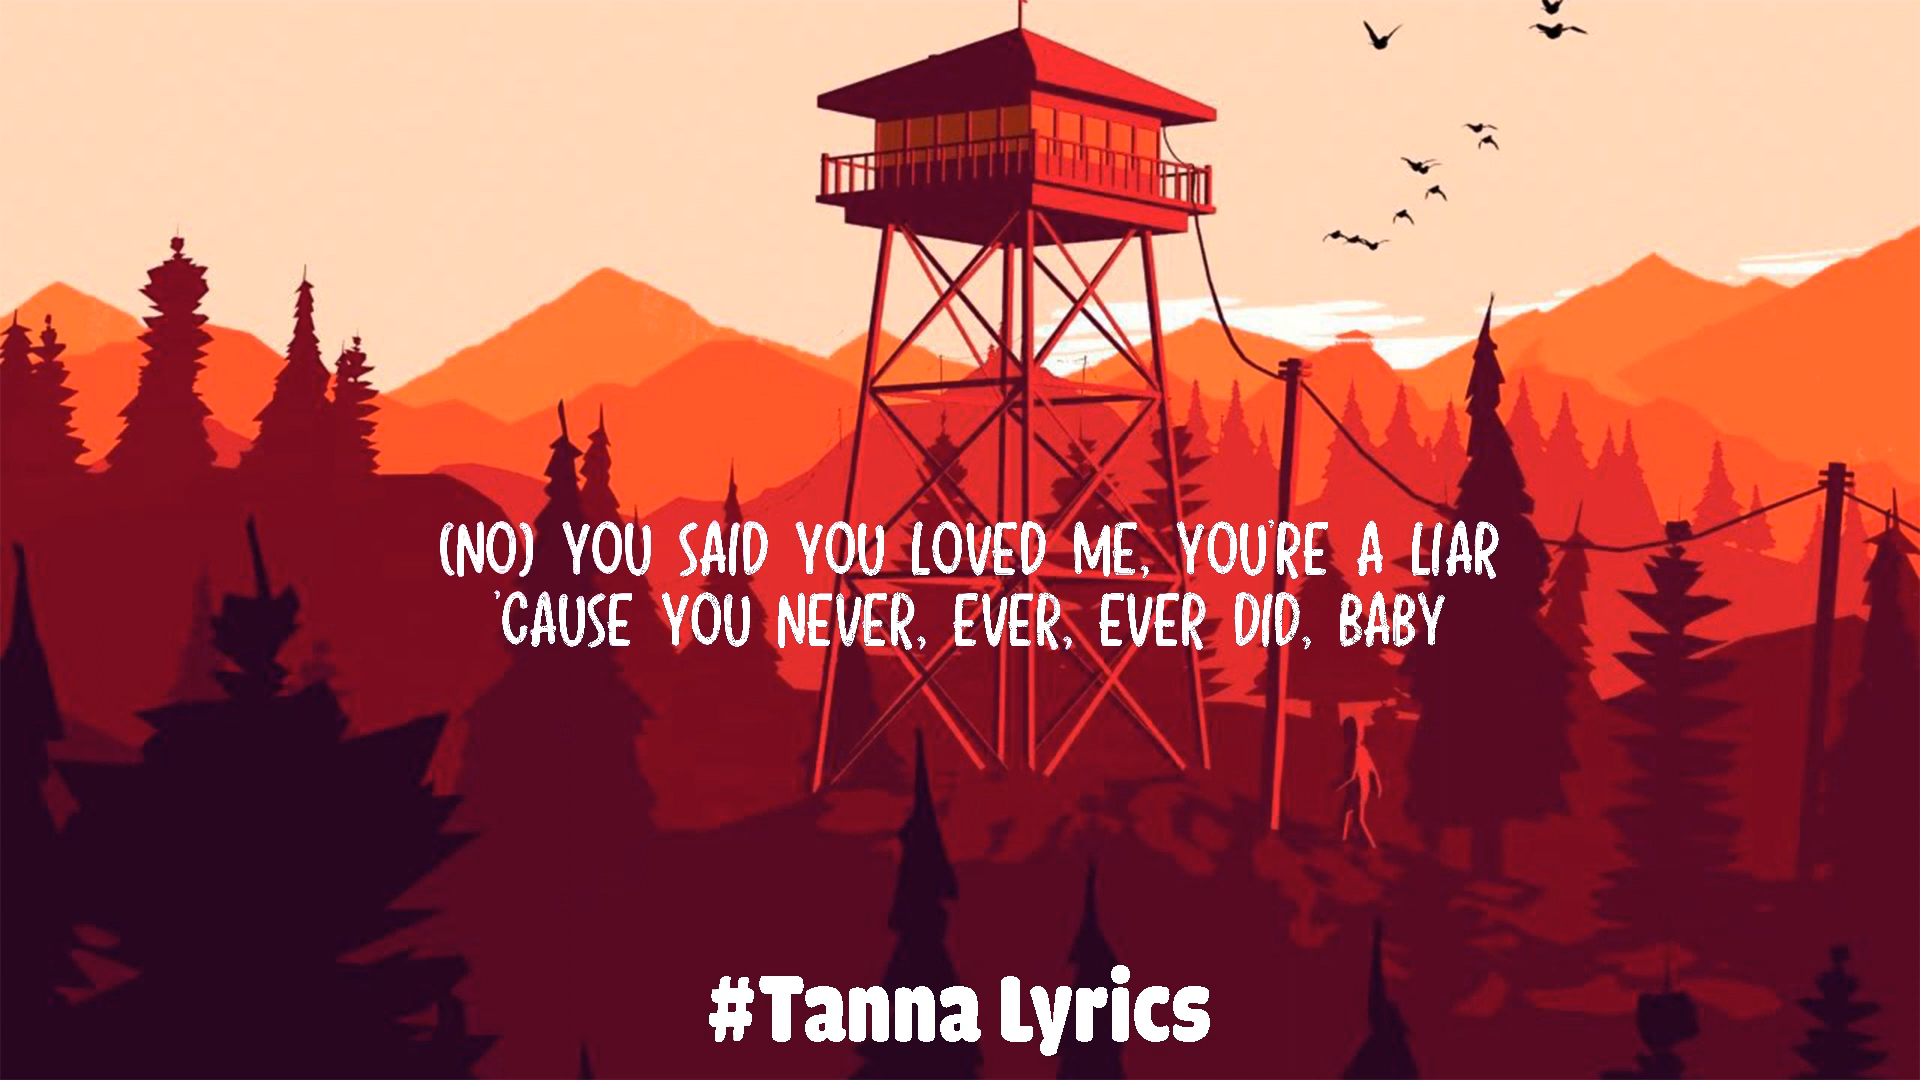 (NO) YOU SAID YOU LOVED ME, YOU'RE A LIAR
'CAUSE YOU NEVER, EVER, EVER DID, BABY
#Tanna Lyrics